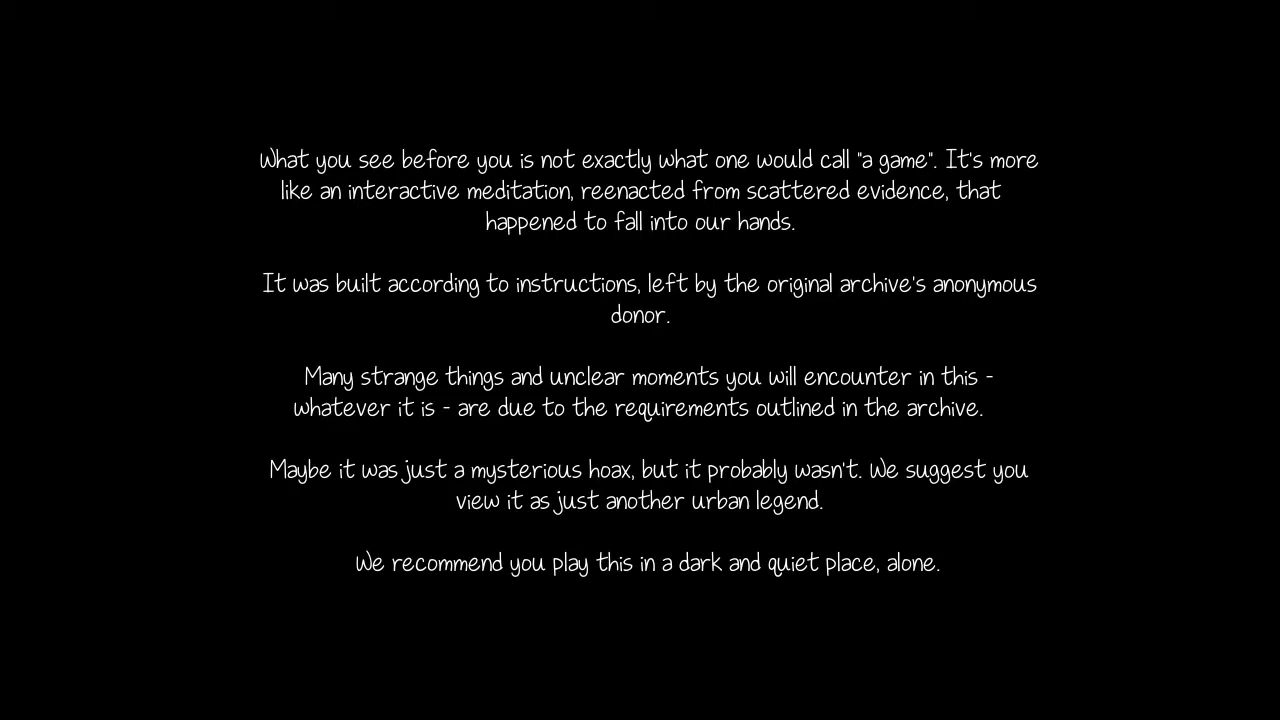 What you see before you is not exactly what one would call "a game". It's more
like an interactive meditation, reenacted from scattered evidence, that
happened to fall into our hands.
It was built according to instructions, left by the original archive's anonymous
donor.
Many strange things and unclear moments you will encounter in this -
whatever it is - are due to the requirements outlined in the archive.
Maybe it was just a mysterious hoax, but it probably wasn't. We suggest you
view it as just another urban legend.
We recommend you play this in a dark and quiet place, alone.